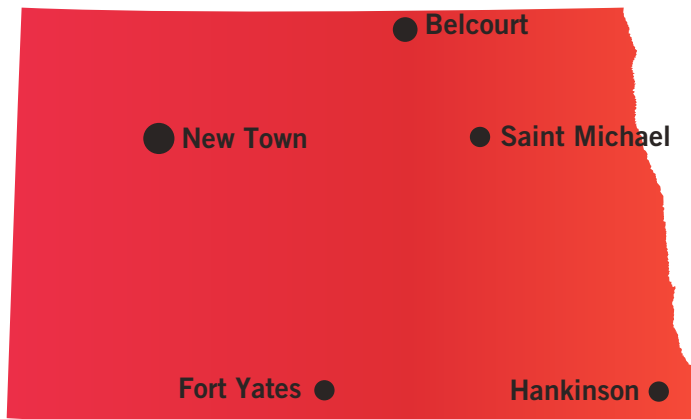 Belcourt
New Town
Saint Michael
Fort Yates
Hankinson